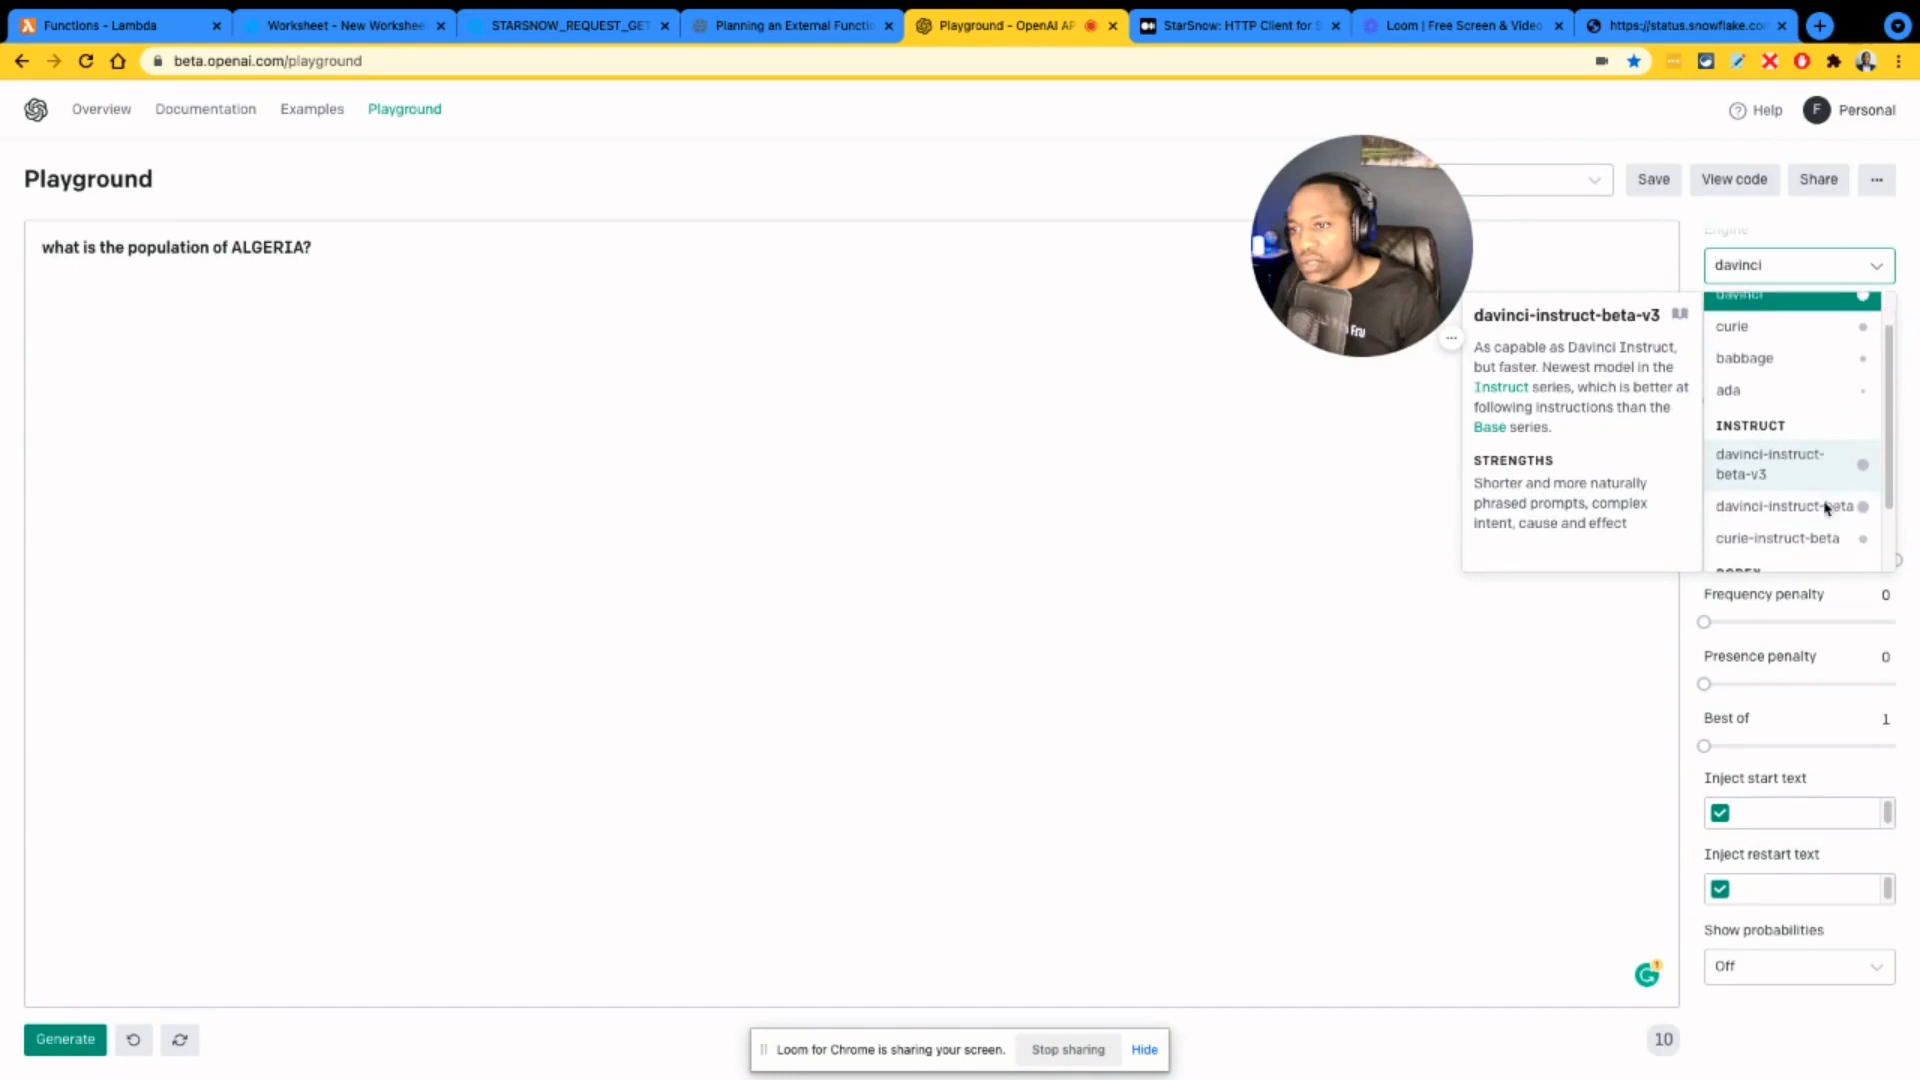 Functions - Lambda
Worksheet - New Workshee
STARSNOW_REQUEST_GET
Planning an External Functio
Playground - OpenAI AP
StarSnow: HTTP Client for S
Loom | Free Screen & Video
https://status.snowflake.co
beta.openai.com/playground
Overview
Documentation
Examples
Playground
Help
F
Personal
Playground
Save
View code
Share
...
what is the population of ALGERIA?
Engine
davinci
davinci
curie
babbage
ada
INSTRUCT
davinci-instruct-
beta-v3
davinci-instruct-beta
curie-instruct-beta
CODEX
davinci-instruct-beta-v3
As capable as Davinci Instruct,
but faster. Newest model in the
Instruct series, which is better at
following instructions than the
Base series.
STRENGTHS
Shorter and more naturally
phrased prompts, complex
intent, cause and effect
Frequency penalty 0
Presence penalty 0
Best of 1
Inject start text
Inject restart text
Show probabilities
Off
Generate
10
Loom for Chrome is sharing your screen.
Stop sharing
Hide